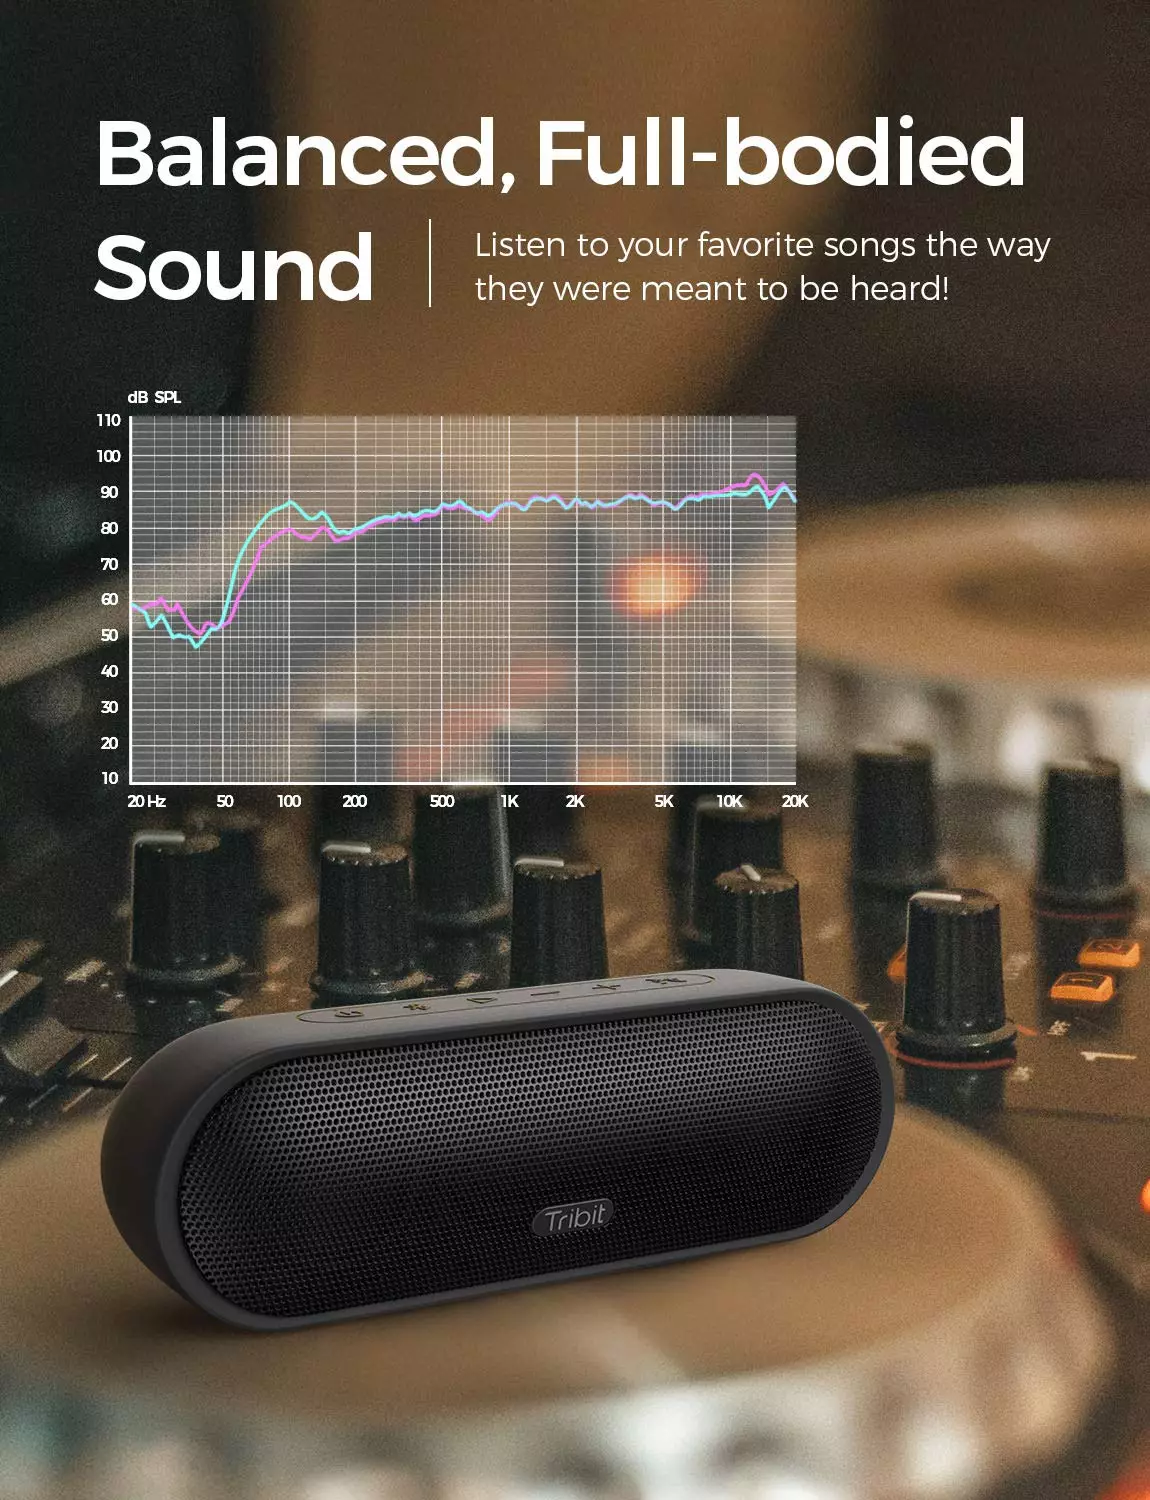 Balanced, Full-bodied
Sound
Listen to your favorite songs the way
they were meant to be heard!
dB SPL
110
100
90
80
70
60
50
40
30
20
10
20 Hz 50 100 200 500 1K 2K 5K 10K 20K
Tribit